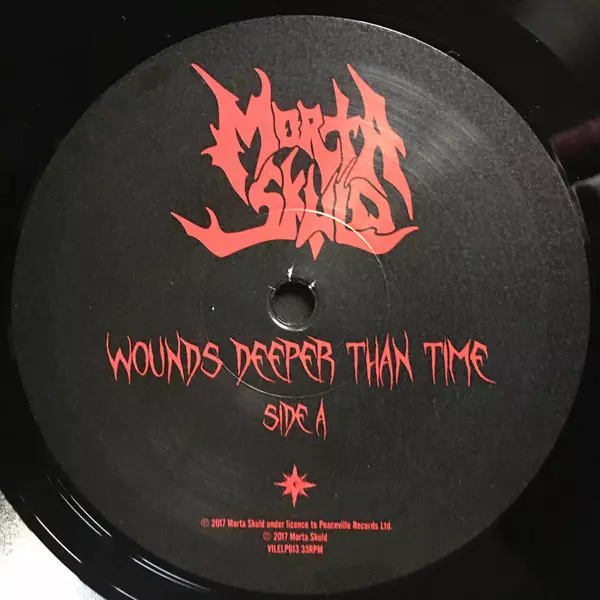 MORTA
SKULD
WOUNDS DEEPER THAN TIME
SIDE A
Ⓟ 2017 Morta Skuld under licence to Peaceville Records Ltd.
© 2017 Morta Skuld
VILELP613 33RPM